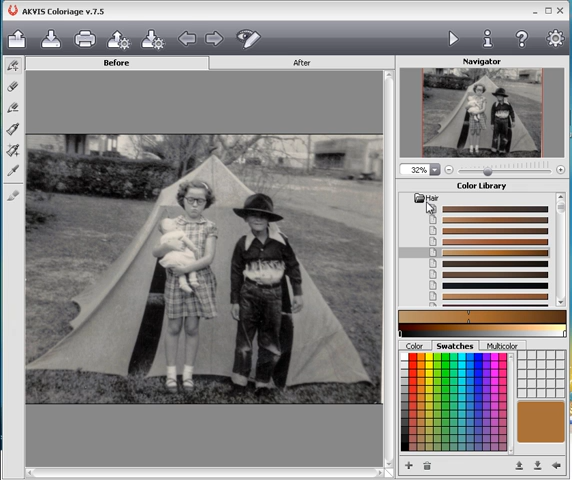 AKVIS Coloriage v.7.5
Before
After
Navigator
32%
Color Library
Hair
Color
Swatches
Multicolor